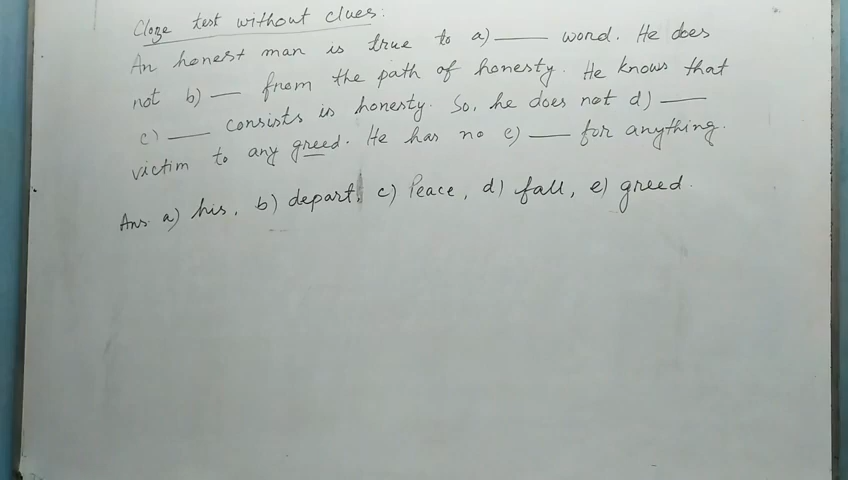 Cloze test without clues:
An honest man is true to a) —— word. He does
not b) — from the path of honesty. He knows that
c) —— consists is honesty. So, he does not d) ——
victim to any greed. He has no e) —— for anything.
Ans. a) his, b) depart, c) Peace, d) fall, e) greed.